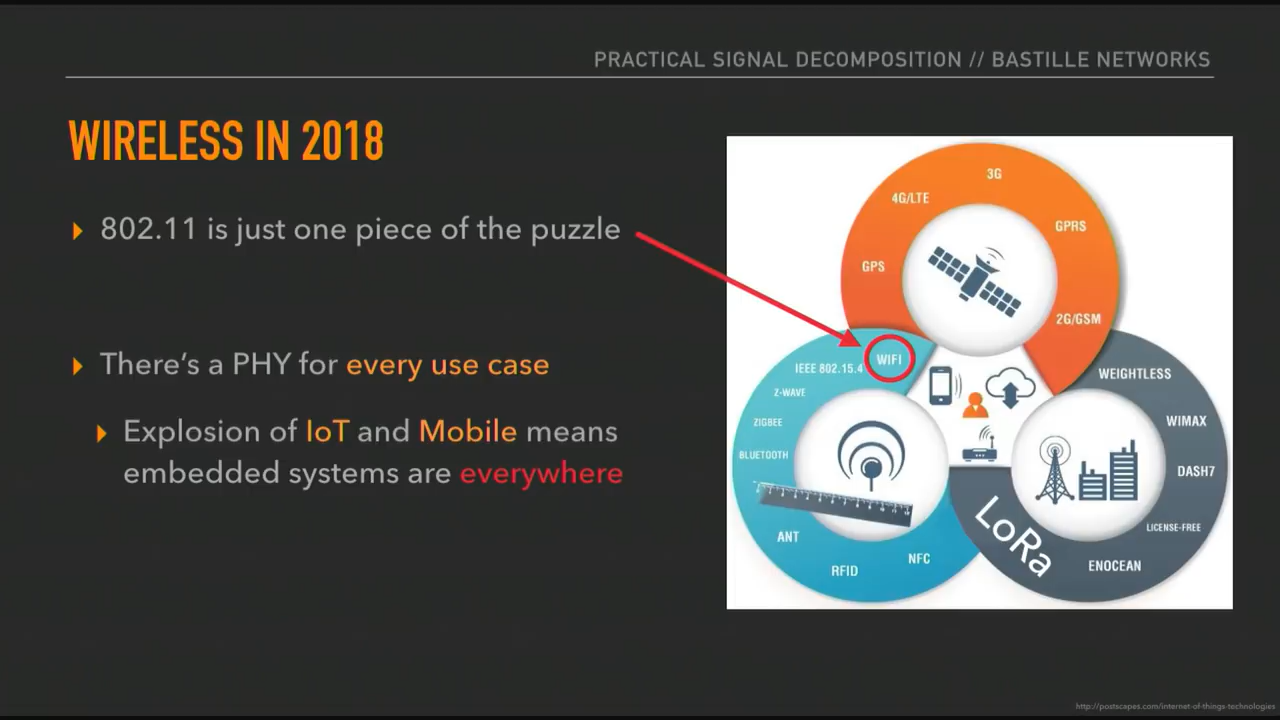 PRACTICAL SIGNAL DECOMPOSITION // BASTILLE NETWORKS
WIRELESS IN 2018
802.11 is just one piece of the puzzle
There's a PHY for every use case
Explosion of IoT and Mobile means
embedded systems are everywhere
3G
4G/LTE
GPRS
GPS
2G/GSM
WIFI
IEEE 802.15.4
Z-WAVE
ZIGBEE
BLUETOOTH
ANT
RFID
NFC
WEIGHTLESS
WIMAX
DASH7
LICENSE-FREE
ENOCEAN
LoRa
http://postscapes.com/internet-of-things-technologies